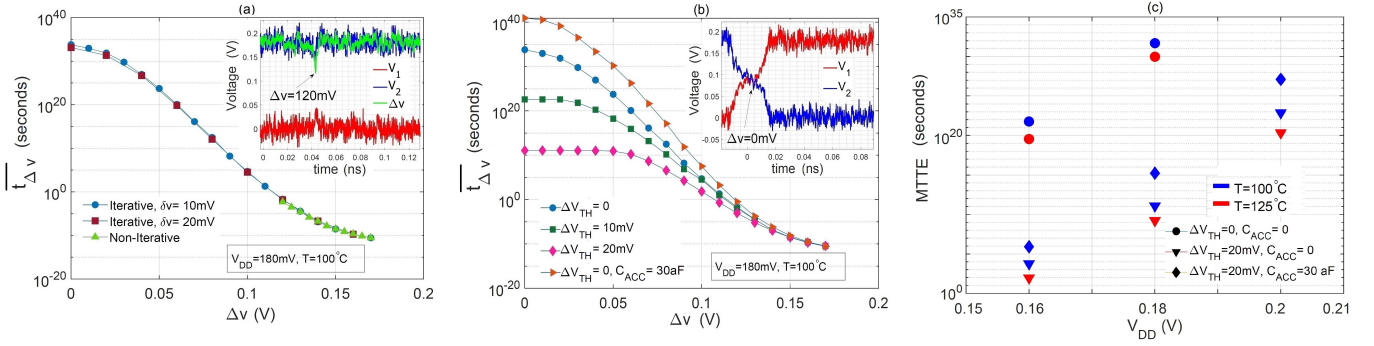 (a)
10^40
10^20
10^0
10^-20
t_Δv (seconds)
0
0.05
0.1
0.15
0.2
Δv (V)
Iterative, δv= 10mV
Iterative, δv= 20mV
Non-Iterative
V_DD=180mV, T=100°C
Voltage (V)
0.2
0.15
0.1
0.05
0
V_1
V_2
Δv
Δv=120mV
0 0.02 0.04 0.06 0.08 0.1 0.12
time (ns)
(b)
10^40
10^20
10^0
10^-20
t_Δv (seconds)
0
0.05
0.1
0.15
0.2
Δv (V)
ΔV_TH = 0
ΔV_TH = 10mV
ΔV_TH = 20mV
ΔV_TH = 0, C_ACC = 30aF
V_DD=180mV, T=100°C
Voltage (V)
0.2
0.15
0.1
0.05
0
-0.05
V_1
V_2
Δv=0mV
0 0.02 0.04 0.06 0.08
time (ns)
(c)
10^35
10^20
10^0
MTTE (seconds)
0.15
0.16
0.17
0.18
0.19
0.2
0.21
V_DD (V)
T=100°C
T=125°C
ΔV_TH=0, C_ACC= 0
ΔV_TH=20mV, C_ACC= 0
ΔV_TH=20mV, C_ACC=30 aF